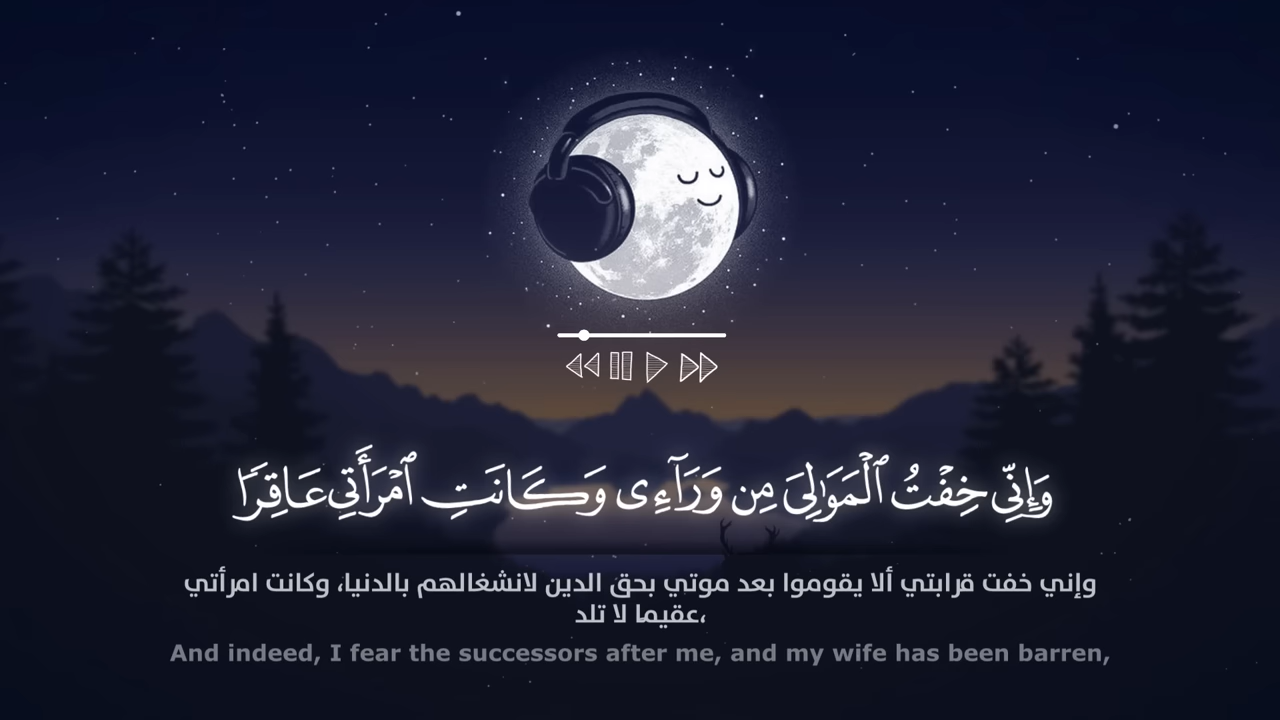 وَإِنِّى خِفْتُ ٱلْمَوَٰلِىَ مِن وَرَآءِى وَكَانَتِ ٱمْرَأَتِى عَاقِرًا
وإني خفت قرابتي ألا يقوموا بعد موتي بحق الدين لانشغالهم بالدنيا، وكانت امرأتي
عقيما لا تلد،
And indeed, I fear the successors after me, and my wife has been barren,